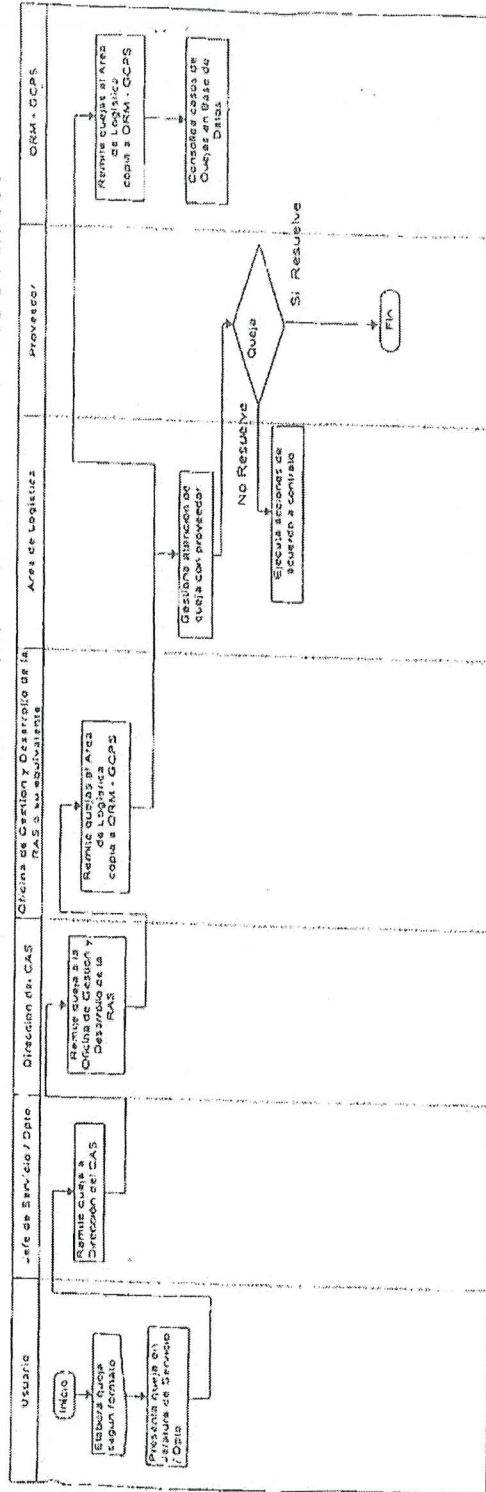 Usuario
Jefe de Servicio / Dpto
Dirección del CAS
Oficina de Gestión y Desarrollo de la
RAS o su equivalente
Area de Logística
Proveedor
ORM - GCPS
Inicio
Elabora queja
según formato
Presenta queja en
Jefatura de Servicio
/ Dpto
Remite queja a
Dirección del CAS
Remite queja a la
Oficina de Gestión y
Desarrollo de la
RAS
Remite quejas al Area
de Logística
copia a ORM - GCPS
Gestiona atención de
queja con proveedor
No Resuelve
Ejecuta acciones de
acuerdo a contrato
Queja
Si Resuelve
Fin
Remite quejas al Area
de Logística
copia a ORM - GCPS
Consolida casos de
Quejas en Base de
Datos